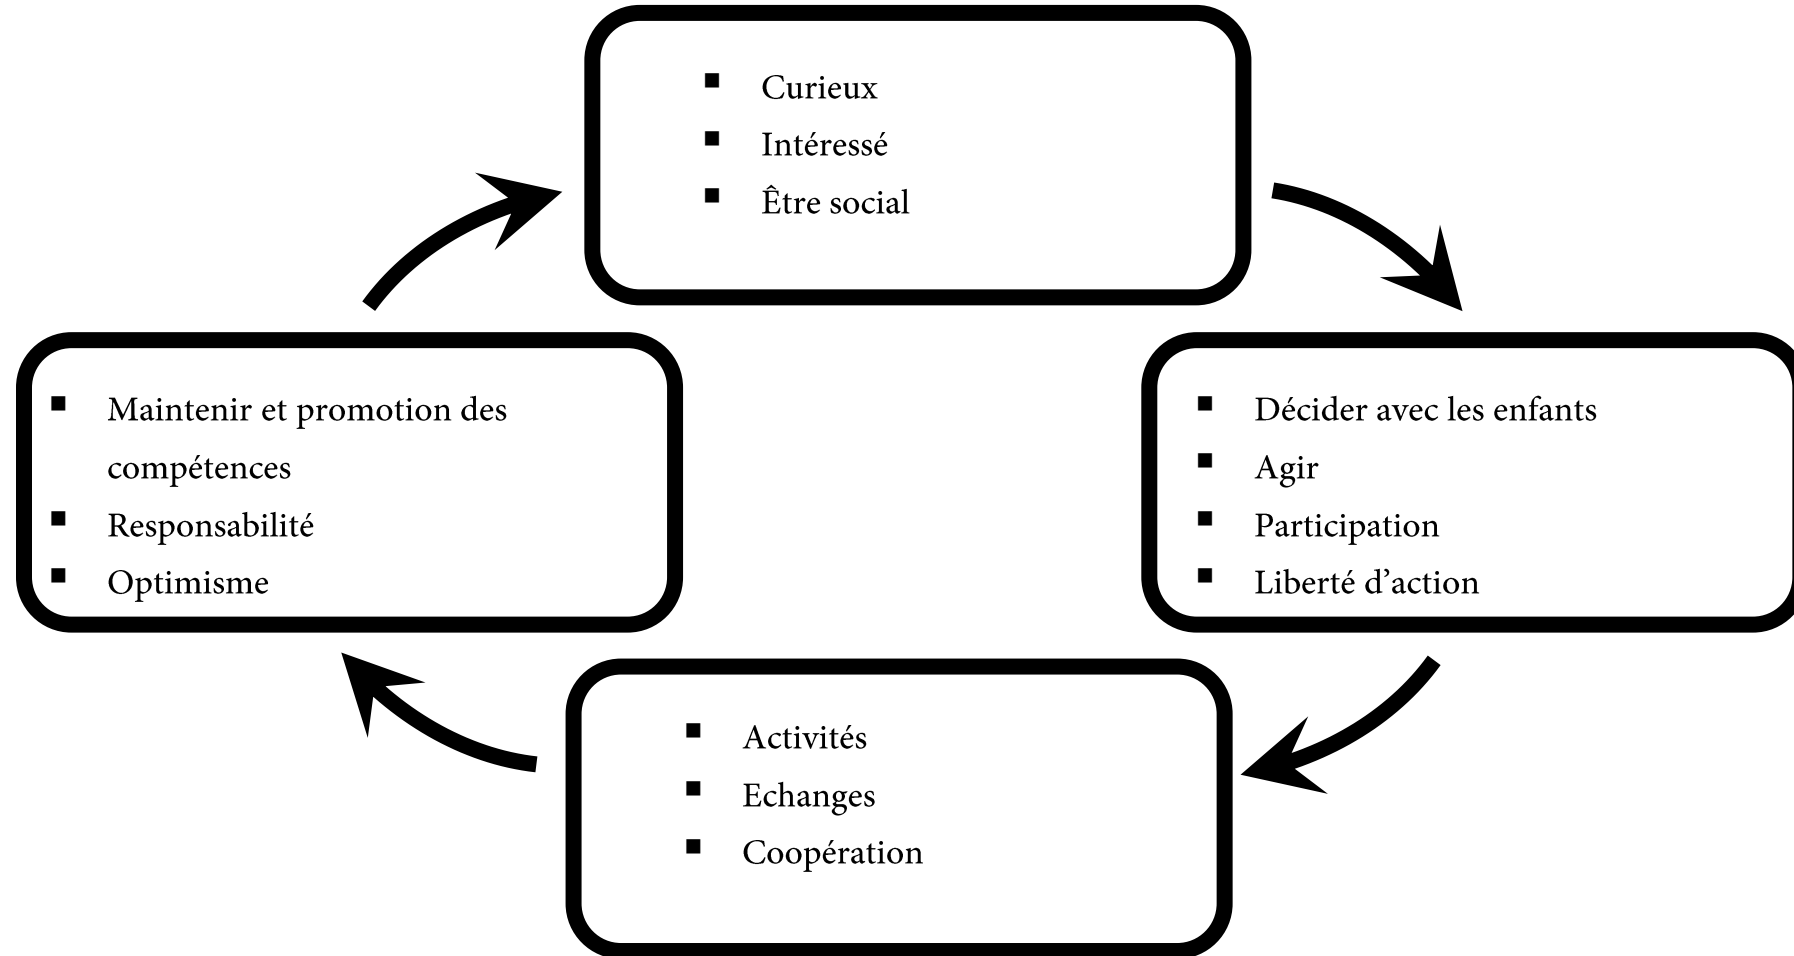 ▪ Curieux
▪ Intéressé
▪ Être social
▪ Maintenir et promotion des
compétences
▪ Responsabilité
▪ Optimisme
▪ Décider avec les enfants
▪ Agir
▪ Participation
▪ Liberté d’action
▪ Activités
▪ Echanges
▪ Coopération